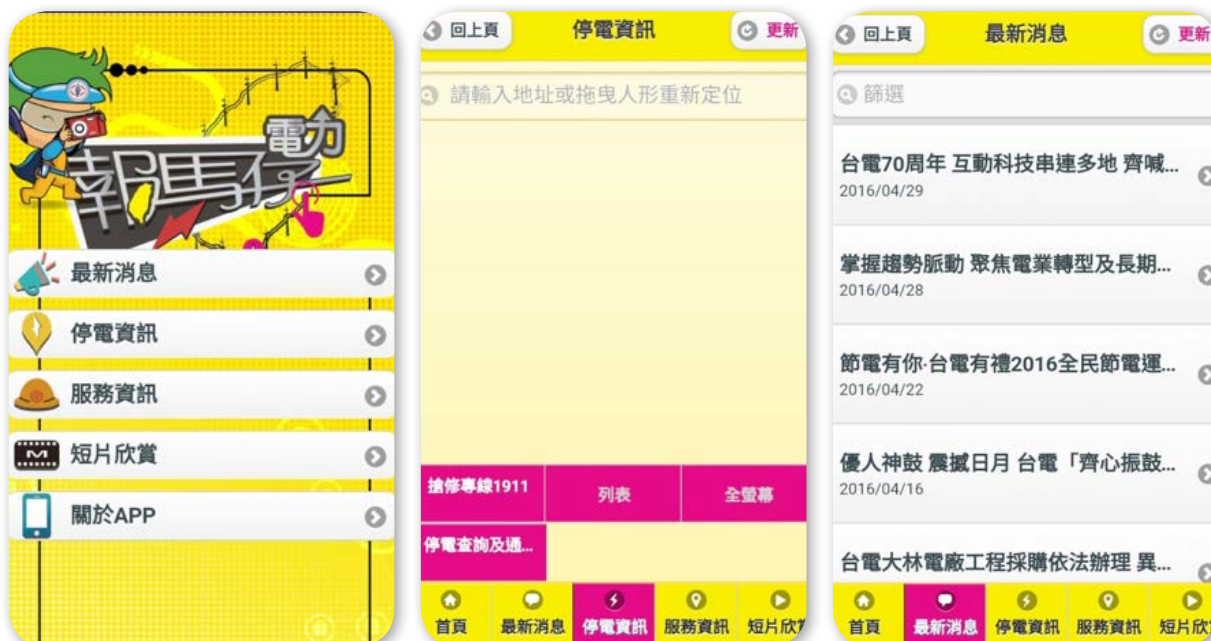 電力
報馬仔
最新消息
停電資訊
服務資訊
短片欣賞
關於APP
回上頁
停電資訊
更新
請輸入地址或拖曳人形重新定位
搶修專線1911
列表
全螢幕
停電查詢及通...
首頁
最新消息
停電資訊
服務資訊
短片欣
回上頁
最新消息
更新
篩選
台電70周年 互動科技串連多地 齊喊...
2016/04/29
掌握趨勢脈動 聚焦電業轉型及長期...
2016/04/28
節電有你‧台電有禮2016全民節電運...
2016/04/22
優人神鼓 震撼日月 台電「齊心振鼓...
2016/04/16
台電大林電廠工程採購依法辦理 異...
首頁
最新消息
停電資訊
服務資訊
短片欣